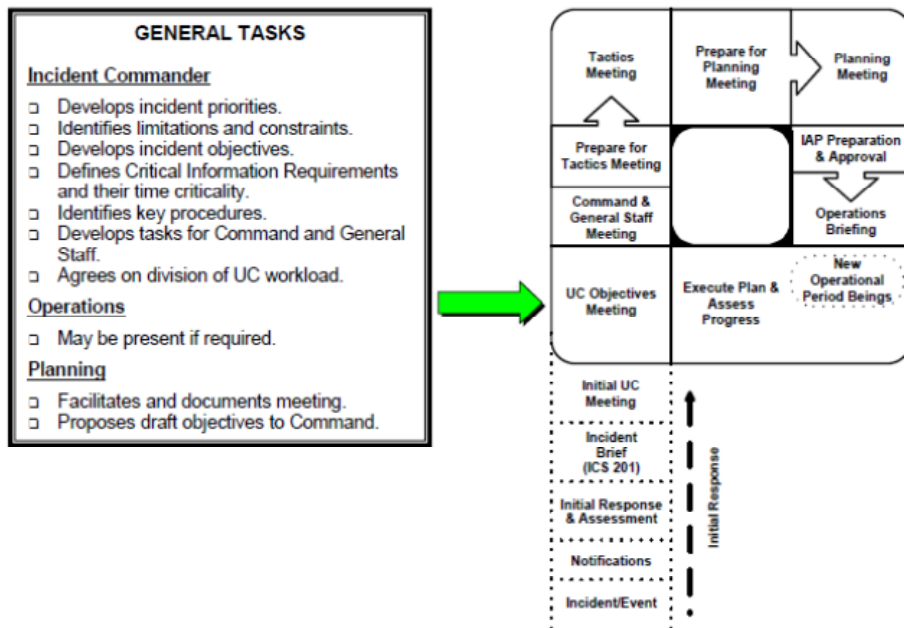 GENERAL TASKS
Incident Commander
❑ Develops incident priorities.
❑ Identifies limitations and constraints.
❑ Develops incident objectives.
❑ Defines Critical Information Requirements
and their time criticality.
❑ Identifies key procedures.
❑ Develops tasks for Command and General
Staff.
❑ Agrees on division of UC workload.
Operations
❑ May be present if required.
Planning
❑ Facilitates and documents meeting.
❑ Proposes draft objectives to Command.
Tactics
Meeting
Prepare for
Planning
Meeting
Planning
Meeting
Prepare for
Tactics Meeting
IAP Preparation
& Approval
Command &
General Staff
Meeting
Operations
Briefing
UC Objectives
Meeting
Execute Plan &
Assess
Progress
New
Operational
Period Beings
Initial UC
Meeting
Incident
Brief
(ICS 201)
Initial Response
& Assessment
Notifications
Incident/Event
Initial Response